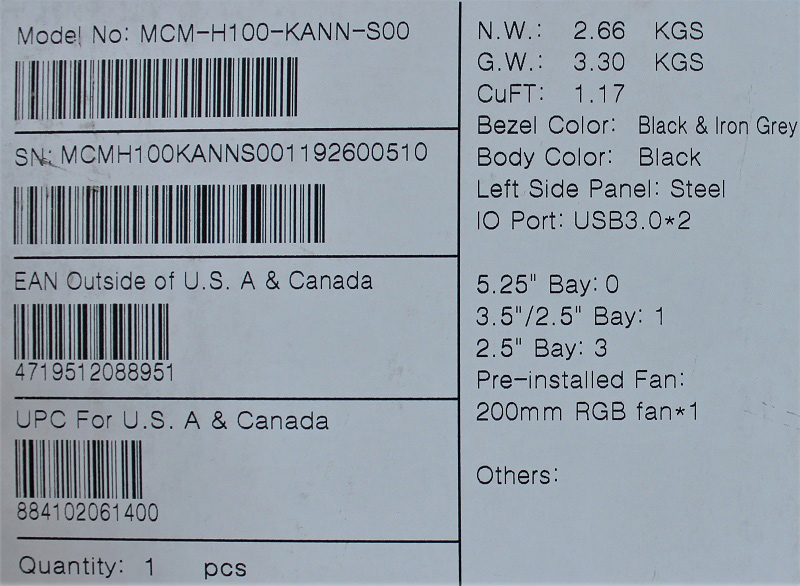 Model No: MCM-H100-KANN-S00
SN: MCMH100KANNS001192600510
EAN Outside of U.S. A & Canada
4719512088951
UPC For U.S. A & Canada
884102061400
Quantity: 1 pcs
N.W.: 2.66 KGS
G.W.: 3.30 KGS
CuFT: 1.17
Bezel Color: Black & Iron Grey
Body Color: Black
Left Side Panel: Steel
IO Port: USB3.0*2
5.25" Bay: 0
3.5"/2.5" Bay: 1
2.5" Bay: 3
Pre-installed Fan:
200mm RGB fan*1
Others: